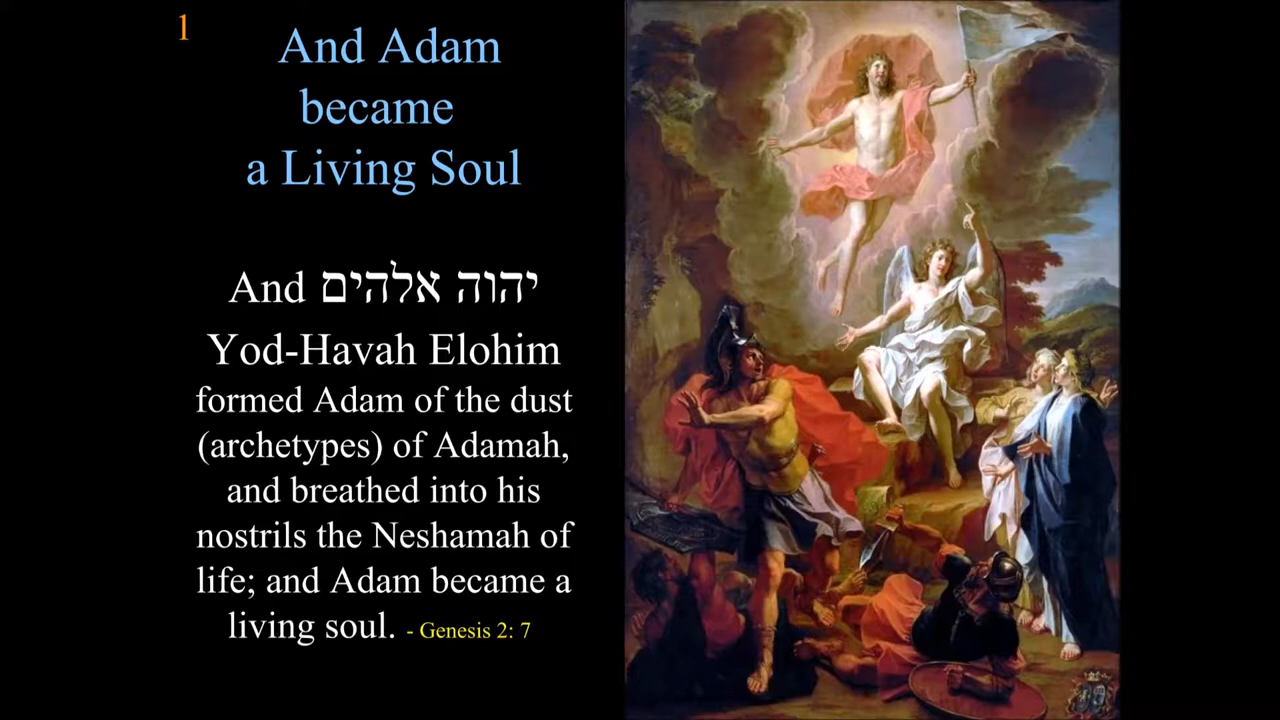 1
And Adam
became
a Living Soul
And יהוה אלהים
Yod-Havah Elohim
formed Adam of the dust
(archetypes) of Adamah,
and breathed into his
nostrils the Neshamah of
life; and Adam became a
living soul. - Genesis 2: 7